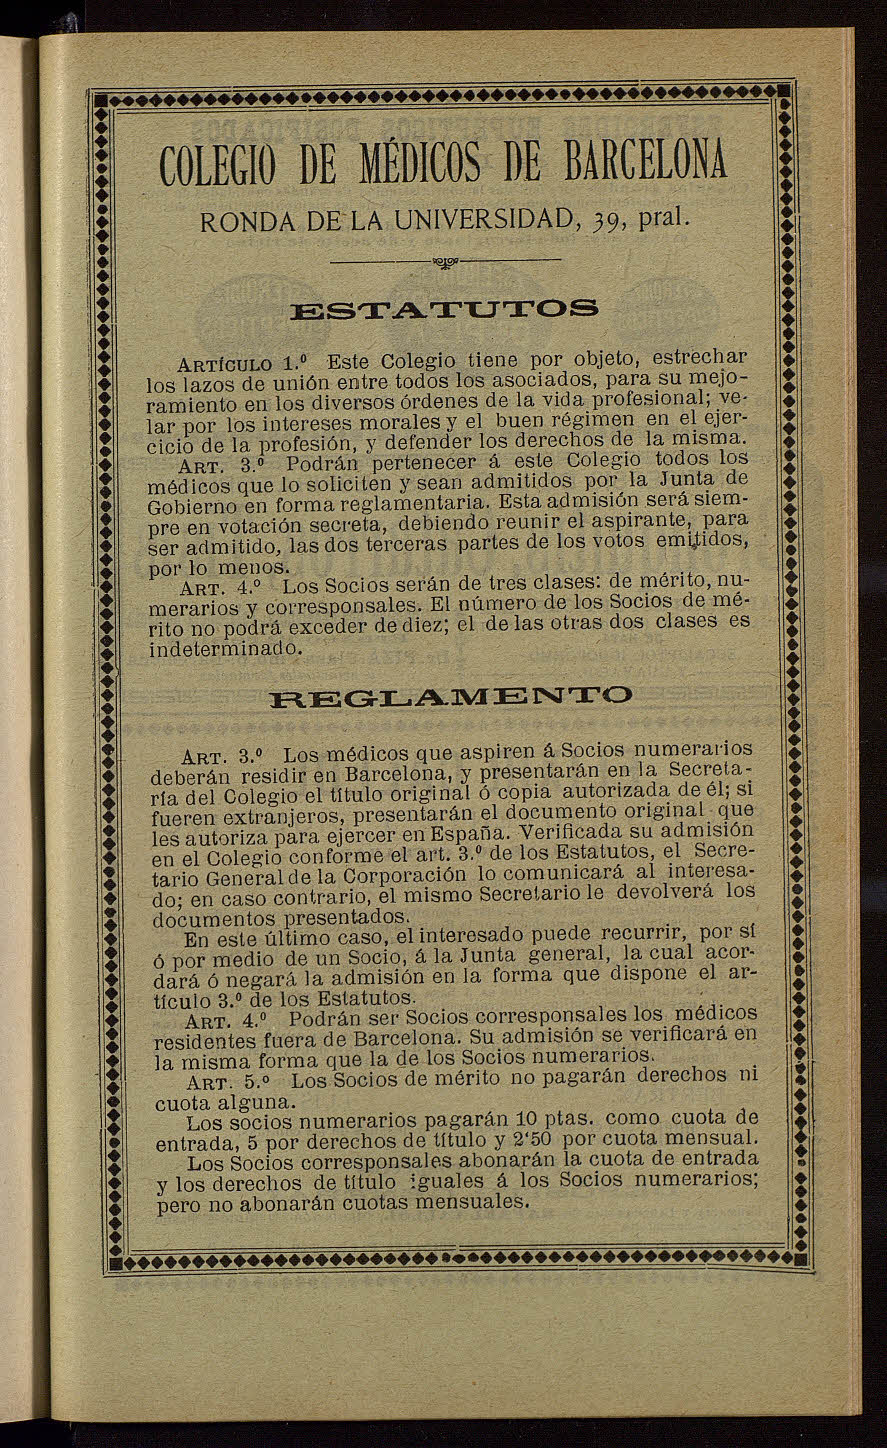 COLEGIO DE MÉDICOS DE BARCELONA
RONDA DE LA UNIVERSIDAD, 39, pral.
ESTATUTOS
ARTÍCULO 1.º Este Colegio tiene por objeto, estrechar
los lazos de unión entre todos los asociados, para su mejo-
ramiento en los diversos órdenes de la vida profesional; ve-
lar por los intereses morales y el buen régimen en el ejer-
cicio de la profesión, y defender los derechos de la misma.
ART. 3.º Podrán pertenecer á este Colegio todos los
médicos que lo soliciten y sean admitidos por la Junta de
Gobierno en forma reglamentaria. Esta admisión será siem-
pre en votación secreta, debiendo reunir el aspirante, para
ser admitido, las dos terceras partes de los votos emitidos,
por lo menos.
ART. 4.º Los Socios serán de tres clases: de mérito, nu-
merarios y corresponsales. El número de los Socios de mé-
rito no podrá exceder de diez; el de las otras dos clases es
indeterminado.
REGLAMENTO
ART. 3.º Los médicos que aspiren á Socios numerarios
deberán residir en Barcelona, y presentarán en la Secreta-
ría del Colegio el título original ó copia autorizada de él; si
fueren extranjeros, presentarán el documento original que
les autoriza para ejercer en España. Verificada su admisión
en el Colegio conforme el art. 3.º de los Estatutos, el Secre-
tario General de la Corporación lo comunicará al interesa-
do; en caso contrario, el mismo Secretario le devolverá los
documentos presentados.
En este último caso, el interesado puede recurrir, por sí
ó por medio de un Socio, á la Junta general, la cual acor-
dará ó negará la admisión en la forma que dispone el ar-
tículo 3.º de los Estatutos.
ART. 4.º Podrán ser Socios corresponsales los médicos
residentes fuera de Barcelona. Su admisión se verificará en
la misma forma que la de los Socios numerarios.
ART. 5.º Los Socios de mérito no pagarán derechos ni
cuota alguna.
Los socios numerarios pagarán 10 ptas. como cuota de
entrada, 5 por derechos de título y 2'50 por cuota mensual.
Los Socios corresponsales abonarán la cuota de entrada
y los derechos de título iguales á los Socios numerarios;
pero no abonarán cuotas mensuales.